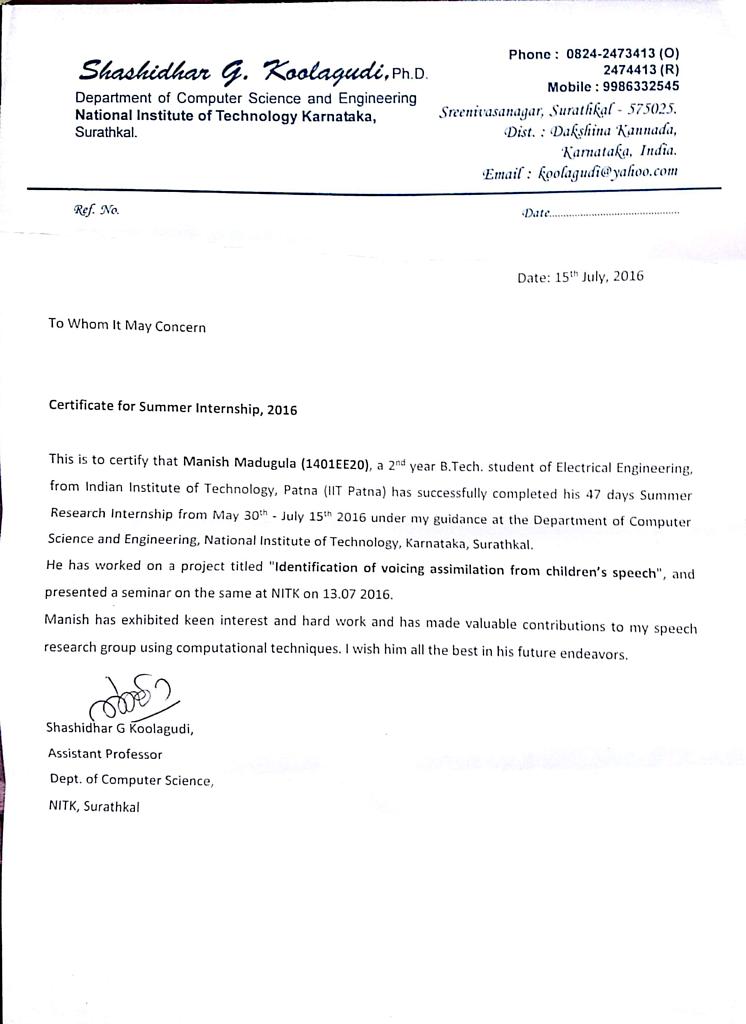 Shashidhar G. Koolagudi, Ph.D.
Department of Computer Science and Engineering
National Institute of Technology Karnataka,
Surathkal.
Phone : 0824-2473413 (O)
2474413 (R)
Mobile : 9986332545
Sreenivasanagar, Surathkal - 575025.
Dist. : Dakshina Kannada,
Karnataka, India.
Email : koolagudi@yahoo.com
Ref. No.
Date............................................
Date: 15th July, 2016
To Whom It May Concern
Certificate for Summer Internship, 2016
This is to certify that Manish Madugula (1401EE20), a 2nd year B.Tech. student of Electrical Engineering,
from Indian Institute of Technology, Patna (IIT Patna) has successfully completed his 47 days Summer
Research Internship from May 30th - July 15th 2016 under my guidance at the Department of Computer
Science and Engineering, National Institute of Technology, Karnataka, Surathkal.
He has worked on a project titled "Identification of voicing assimilation from children's speech", and
presented a seminar on the same at NITK on 13.07 2016.
Manish has exhibited keen interest and hard work and has made valuable contributions to my speech
research group using computational techniques. I wish him all the best in his future endeavors.
Shashidhar G Koolagudi,
Assistant Professor
Dept. of Computer Science,
NITK, Surathkal